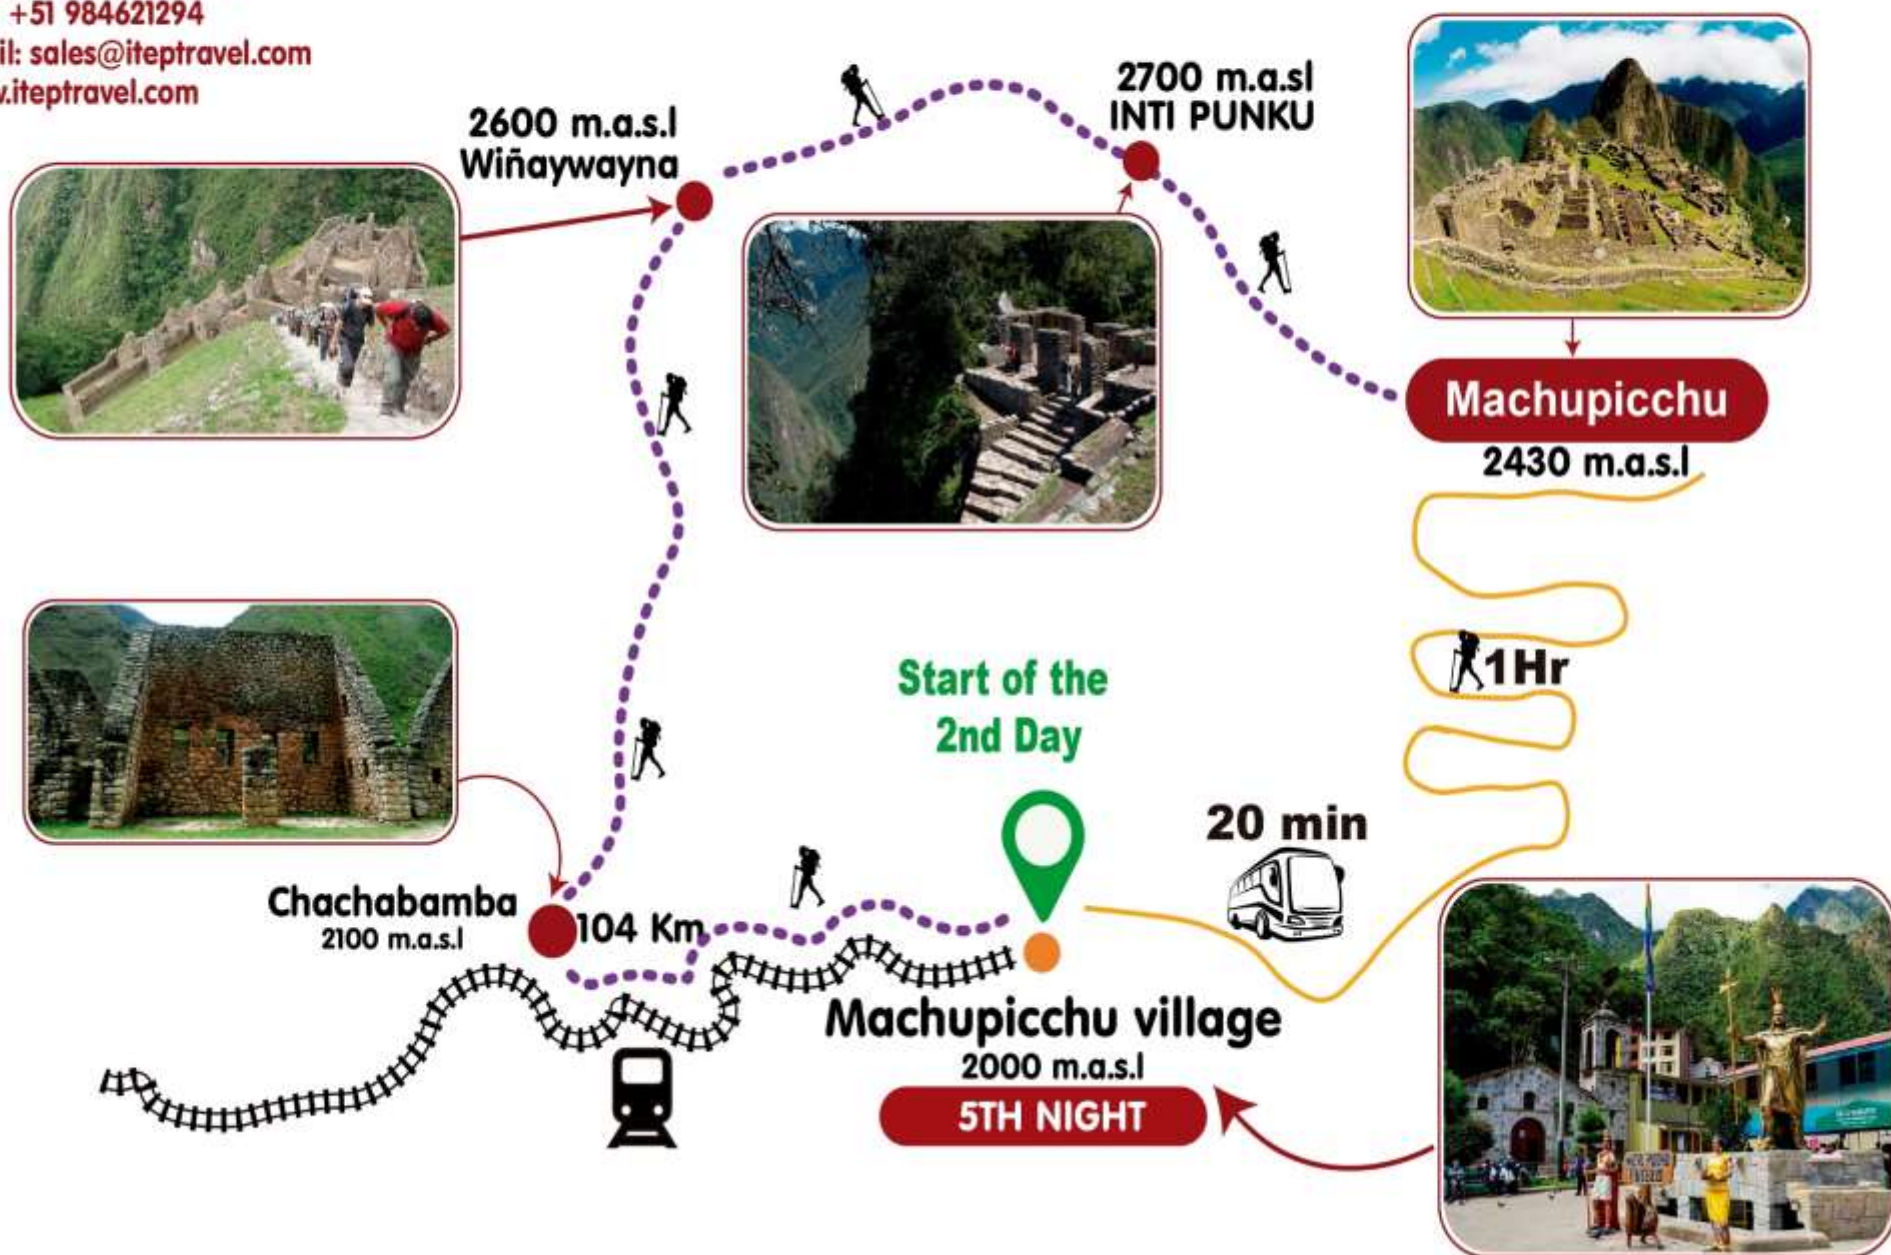 +51 984621294
il: sales@iteptravel.com
.iteptravel.com
2600 m.a.s.l
Wiñaywayna
2700 m.a.sl
INTI PUNKU
Machupicchu
2430 m.a.s.l
1Hr
Start of the
2nd Day
20 min
Chachabamba
2100 m.a.s.l
104 Km
Machupicchu village
2000 m.a.s.l
5TH NIGHT